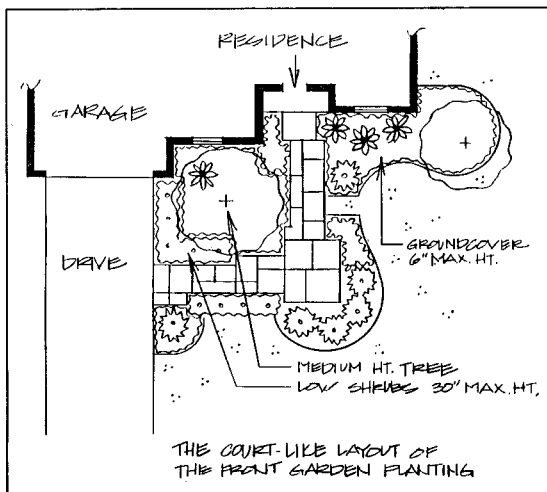 RESIDENCE
GARAGE
DRIVE
GROUNDCOVER
6" MAX. HT.
MEDIUM HT. TREE
LOW SHRUBS 30" MAX. HT.
THE COURT-LIKE LAYOUT OF
THE FRONT GARDEN PLANTING